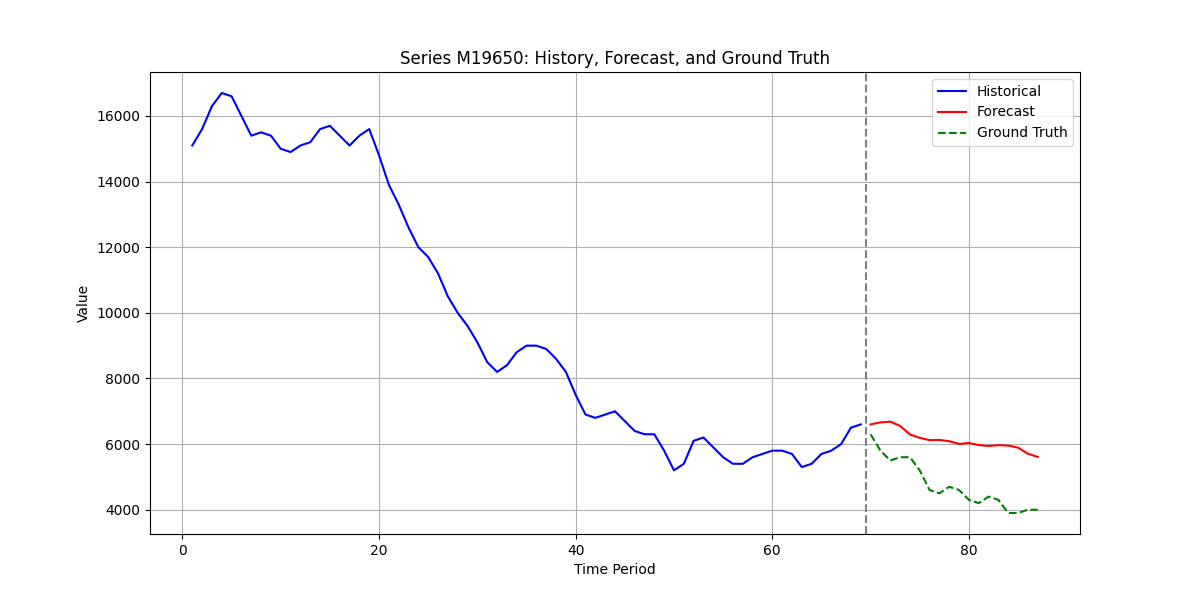 Series M19650: History, Forecast, and Ground Truth
Historical
Forecast
Ground Truth
Value
16000
14000
12000
10000
8000
6000
4000
0
20
40
60
80
Time Period